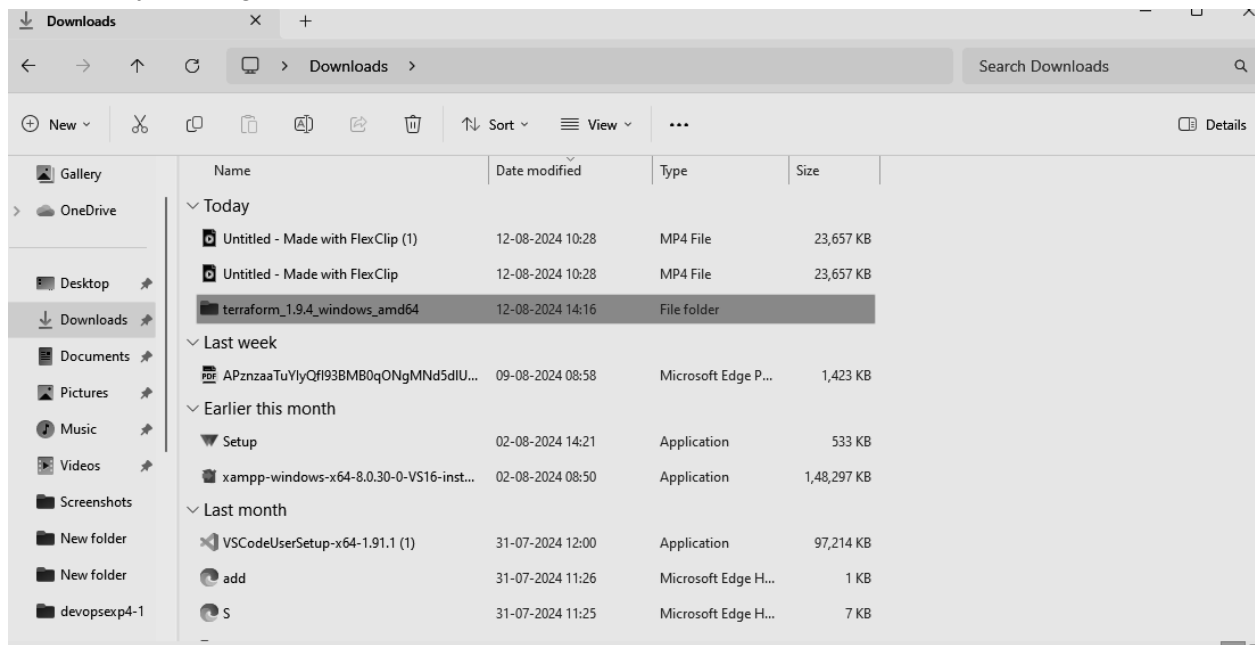 Downloads
Downloads
Search Downloads
New
Sort
View
Details
Gallery
OneDrive
Desktop
Downloads
Documents
Pictures
Music
Videos
Screenshots
New folder
New folder
devopsexp4-1
Name Date modified Type Size
Today
Untitled - Made with FlexClip (1) 12-08-2024 10:28 MP4 File 23,657 KB
Untitled - Made with FlexClip 12-08-2024 10:28 MP4 File 23,657 KB
terraform_1.9.4_windows_amd64 12-08-2024 14:16 File folder
Last week
09-08-2024 08:58 Microsoft Edge P... 1,423 KB
Earlier this month
Setup 02-08-2024 14:21 Application 533 KB
xampp-windows-x64-8.0.30-0-VS16-inst... 02-08-2024 08:50 Application 1,48,297 KB
Last month
VSCodeUserSetup-x64-1.91.1 (1) 31-07-2024 12:00 Application 97,214 KB
add 31-07-2024 11:26 Microsoft Edge H... 1 KB
S 31-07-2024 11:25 Microsoft Edge H... 7 KB